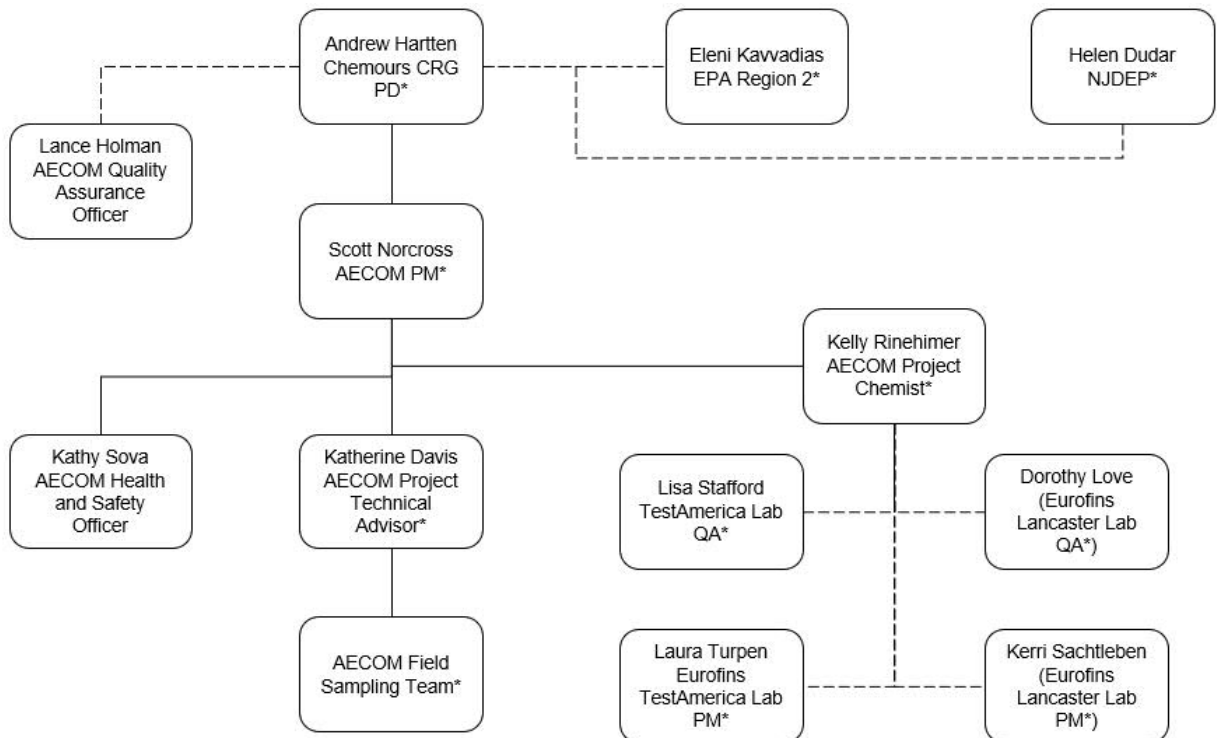 Andrew Hartten
Chemours CRG
PD*
Eleni Kavvadias
EPA Region 2*
Helen Dudar
NJDEP*
Lance Holman
AECOM Quality
Assurance
Officer
Scott Norcross
AECOM PM*
Kelly Rinehimer
AECOM Project
Chemist*
Kathy Sova
AECOM Health
and Safety
Officer
Katherine Davis
AECOM Project
Technical
Advisor*
Lisa Stafford
TestAmerica Lab
QA*
Dorothy Love
(Eurofins
Lancaster Lab
QA*)
AECOM Field
Sampling Team*
Laura Turpen
Eurofins
TestAmerica Lab
PM*
Kerri Sachtleben
(Eurofins
Lancaster Lab
PM*)